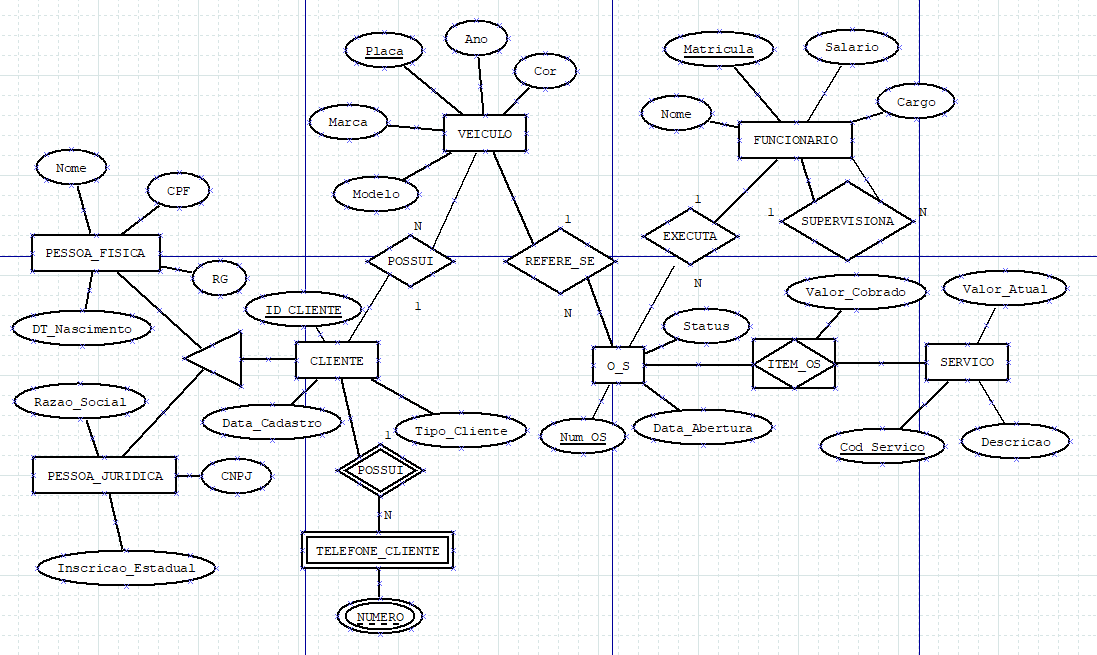 Ano
Placa
Matricula
Salario
Cor
Cargo
Marca
Nome
VEICULO
FUNCIONARIO
Nome
CPF
Modelo
1
1
N
1
SUPERVISIONA
N
EXECUTA
PESSOA_FISICA
POSSUI
REFERE_SE
RG
N
Valor_Cobrado
Valor_Atual
1
ID_CLIENTE
N
DT_Nascimento
Status
CLIENTE
O_S
ITEM_OS
SERVICO
Razao_Social
Data_Cadastro
Tipo_Cliente
Num_OS
Data_Abertura
Cod_Servico
Descricao
1
PESSOA_JURIDICA
CNPJ
POSSUI
N
TELEFONE_CLIENTE
Inscricao_Estadual
NUMERO